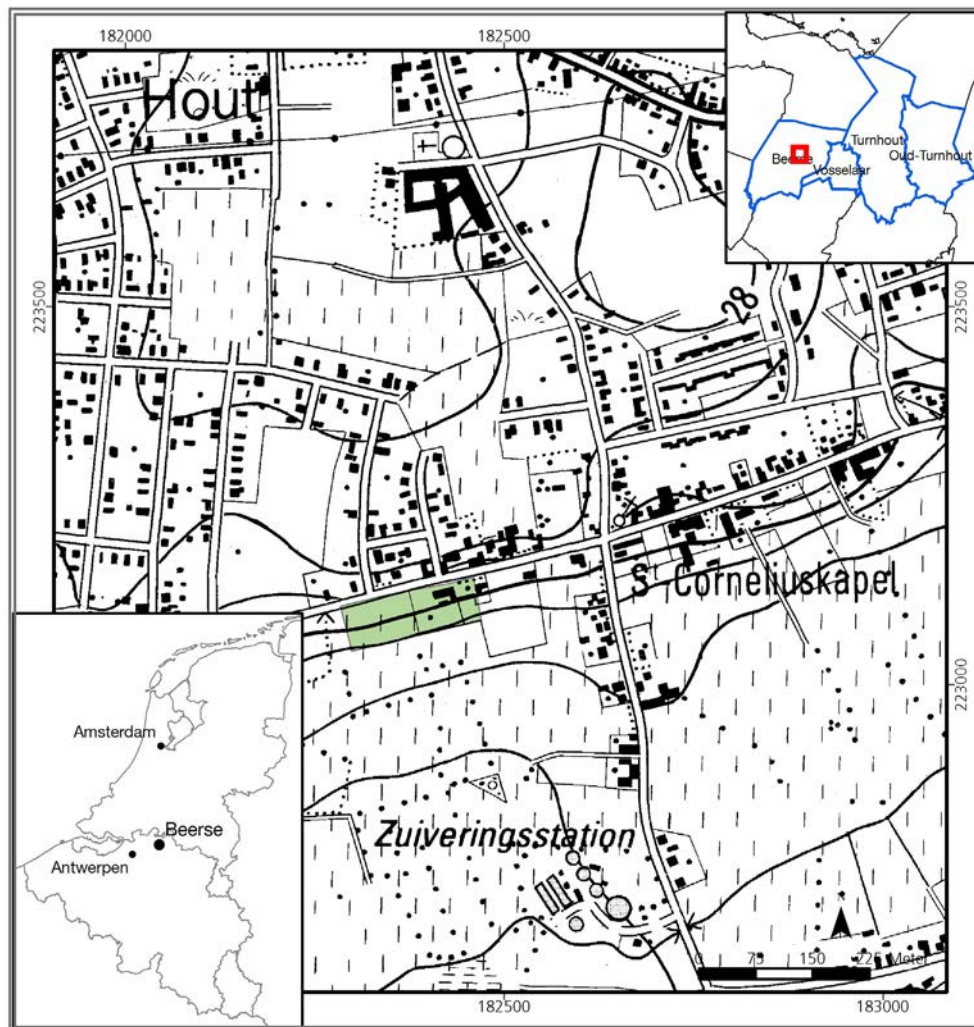 182000
182500
Hout
Turnhout
Beerse
Oud-Turnhout
Vosselaar
223500
28
223500
S Corneliuskapel
223000
Amsterdam
Beerse
Antwerpen
Zuiveringsstation
0 75 150 225 Meter
182500
183000